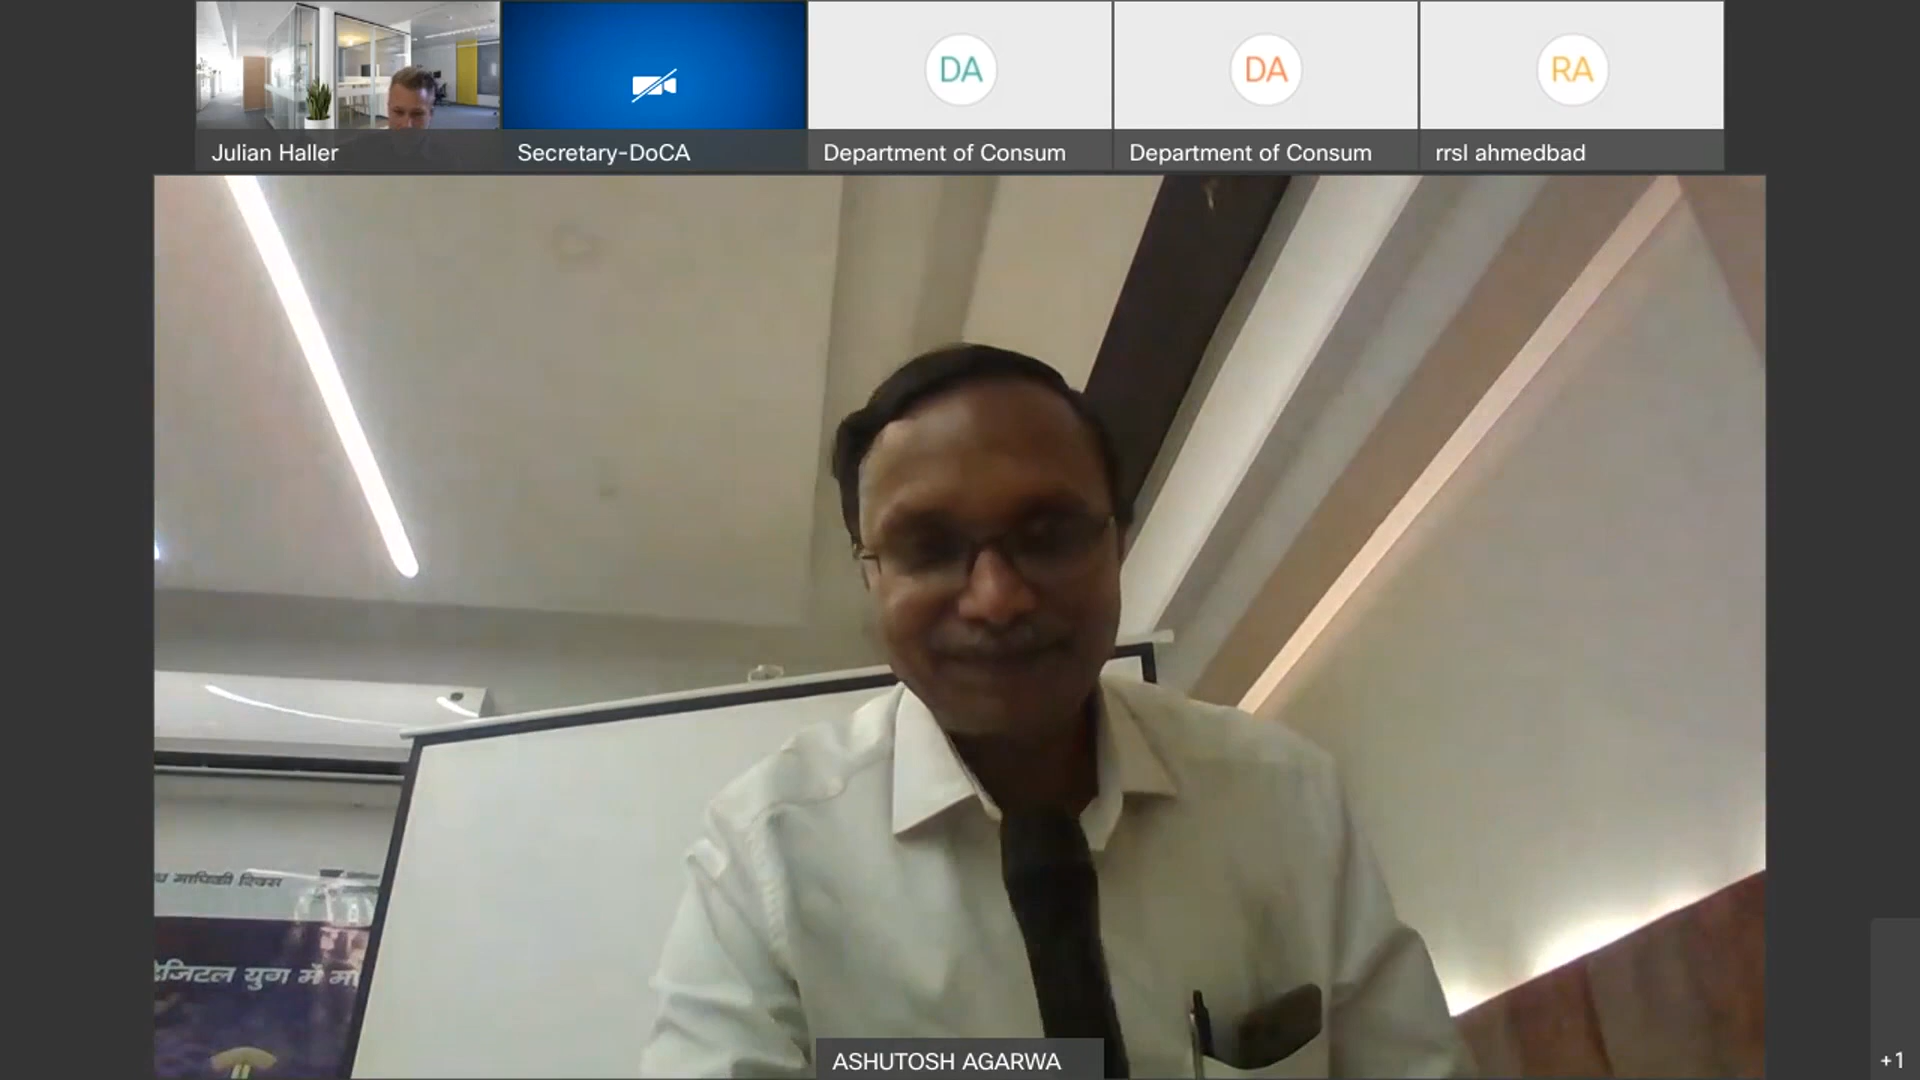 DA
DA
RA
Julian Haller
Secretary-DoCA
Department of Consum
Department of Consum
rrsl ahmedbad
मापिकी दिवस
डिजिटल युग में
ASHUTOSH AGARWA
+1